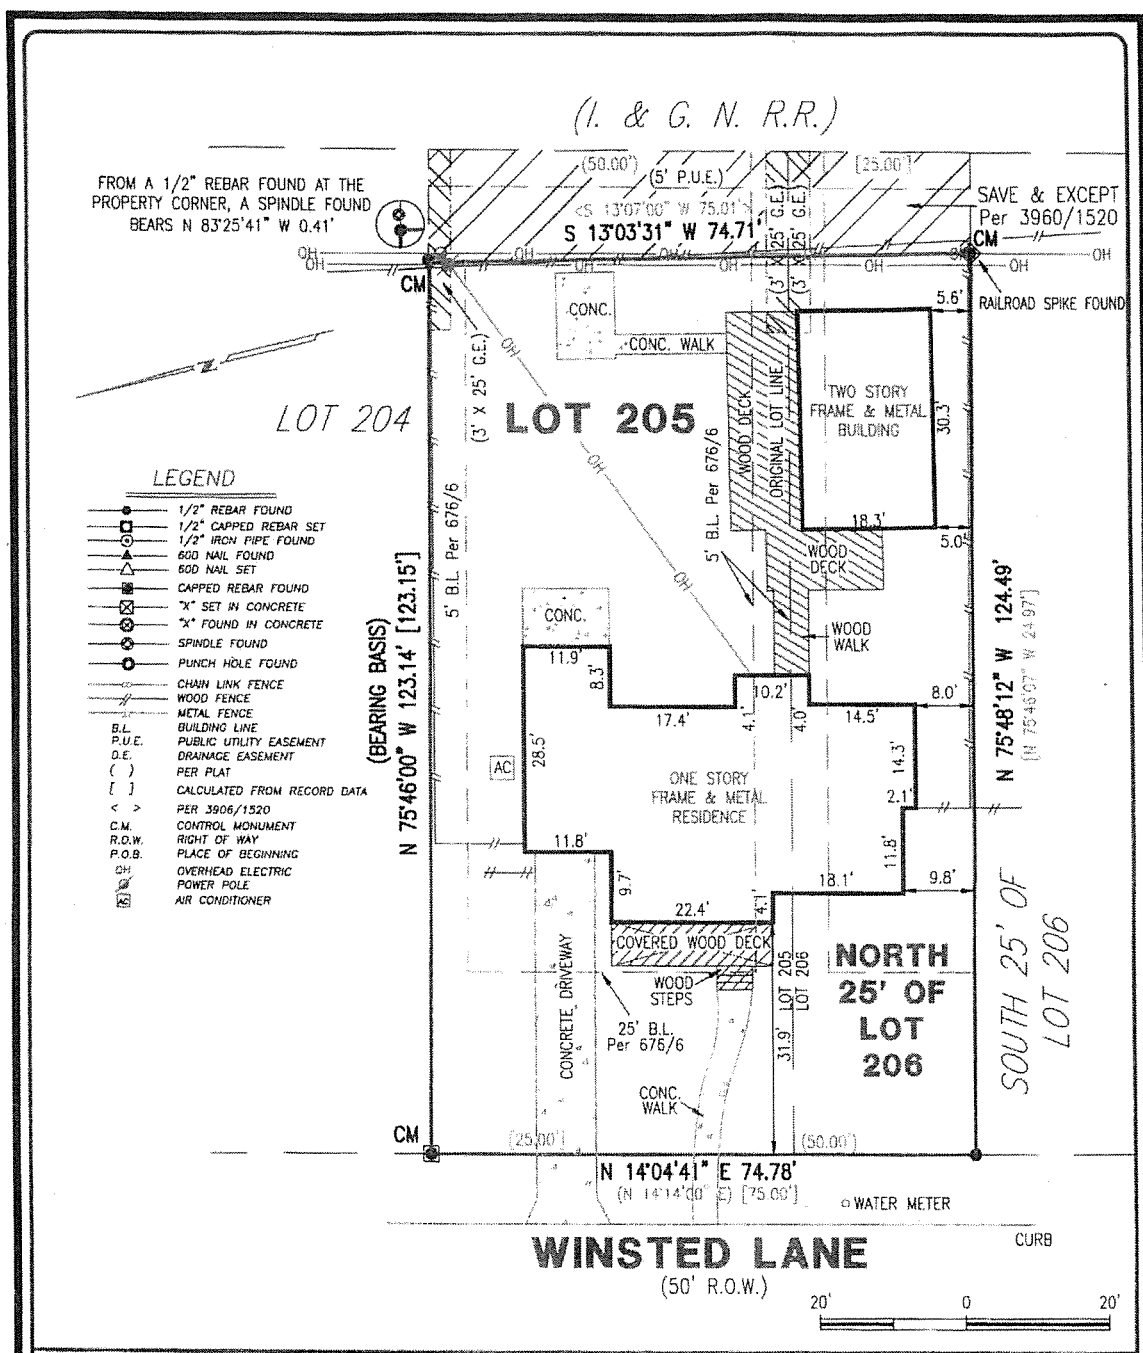 (I. & G. N. R.R.)
(50.00')
[25.00']
(5' P.U.E.)
FROM A 1/2" REBAR FOUND AT THE
PROPERTY CORNER, A SPINDLE FOUND
BEARS N 83°25'41" W 0.41'
SAVE & EXCEPT
Per 3960/1520
<S 13°07'00" W 75.01'>
S 13°03'31" W 74.71'
(3' X 25' G.E.)
(3' X 25' G.E.)
CM
OH OH OH
OH OH OH OH OH
CM
RAILROAD SPIKE FOUND
5.6'
CONC.
CONC. WALK
OH
N
(3' X 25' G.E.)
LOT 204
LOT 205
WOOD DECK
ORIGINAL LOT LINE
TWO STORY
FRAME & METAL
BUILDING
30.3'
18.3'
5.0'
OH
5' B.L. Per 676/6
5' B.L. Per 676/6
WOOD
DECK
OH
WOOD
WALK
LEGEND
1/2" REBAR FOUND
1/2" CAPPED REBAR SET
1/2" IRON PIPE FOUND
60D NAIL FOUND
60D NAIL SET
CAPPED REBAR FOUND
"X" SET IN CONCRETE
"X" FOUND IN CONCRETE
SPINDLE FOUND
PUNCH HOLE FOUND
CHAIN LINK FENCE
WOOD FENCE
METAL FENCE
B.L. BUILDING LINE
P.U.E. PUBLIC UTILITY EASEMENT
D.E. DRAINAGE EASEMENT
( ) PER PLAT
[ ] CALCULATED FROM RECORD DATA
< > PER 3906/1520
C.M. CONTROL MONUMENT
R.O.W. RIGHT OF WAY
P.O.B. PLACE OF BEGINNING
OH OVERHEAD ELECTRIC
POWER POLE
AC AIR CONDITIONER
(BEARING BASIS)
N 75°46'00" W 123.14' [123.15']
N 75°48'12" W 124.49'
CONC.
11.9'
8.3'
17.4'
4.1'
10.2'
4.0'
14.5'
8.0'
28.5'
AC
ONE STORY
FRAME & METAL
RESIDENCE
14.3'
2.1'
11.8'
11.8'
9.7'
22.4'
4.1'
18.1'
9.8'
COVERED WOOD DECK
WOOD
STEPS
25' B.L.
Per 676/6
CONCRETE DRIVEWAY
CONC.
WALK
31.9'
LOT 205
LOT 206
NORTH
25' OF
LOT
206
SOUTH 25' OF
LOT 206
CM
[25.00']
(50.00')
N 14°04'41" E 74.78'
(N 14°14'00" E) [75.00']
WATER METER
CURB
WINSTED LANE
(50' R.O.W.)
20' 0 20'